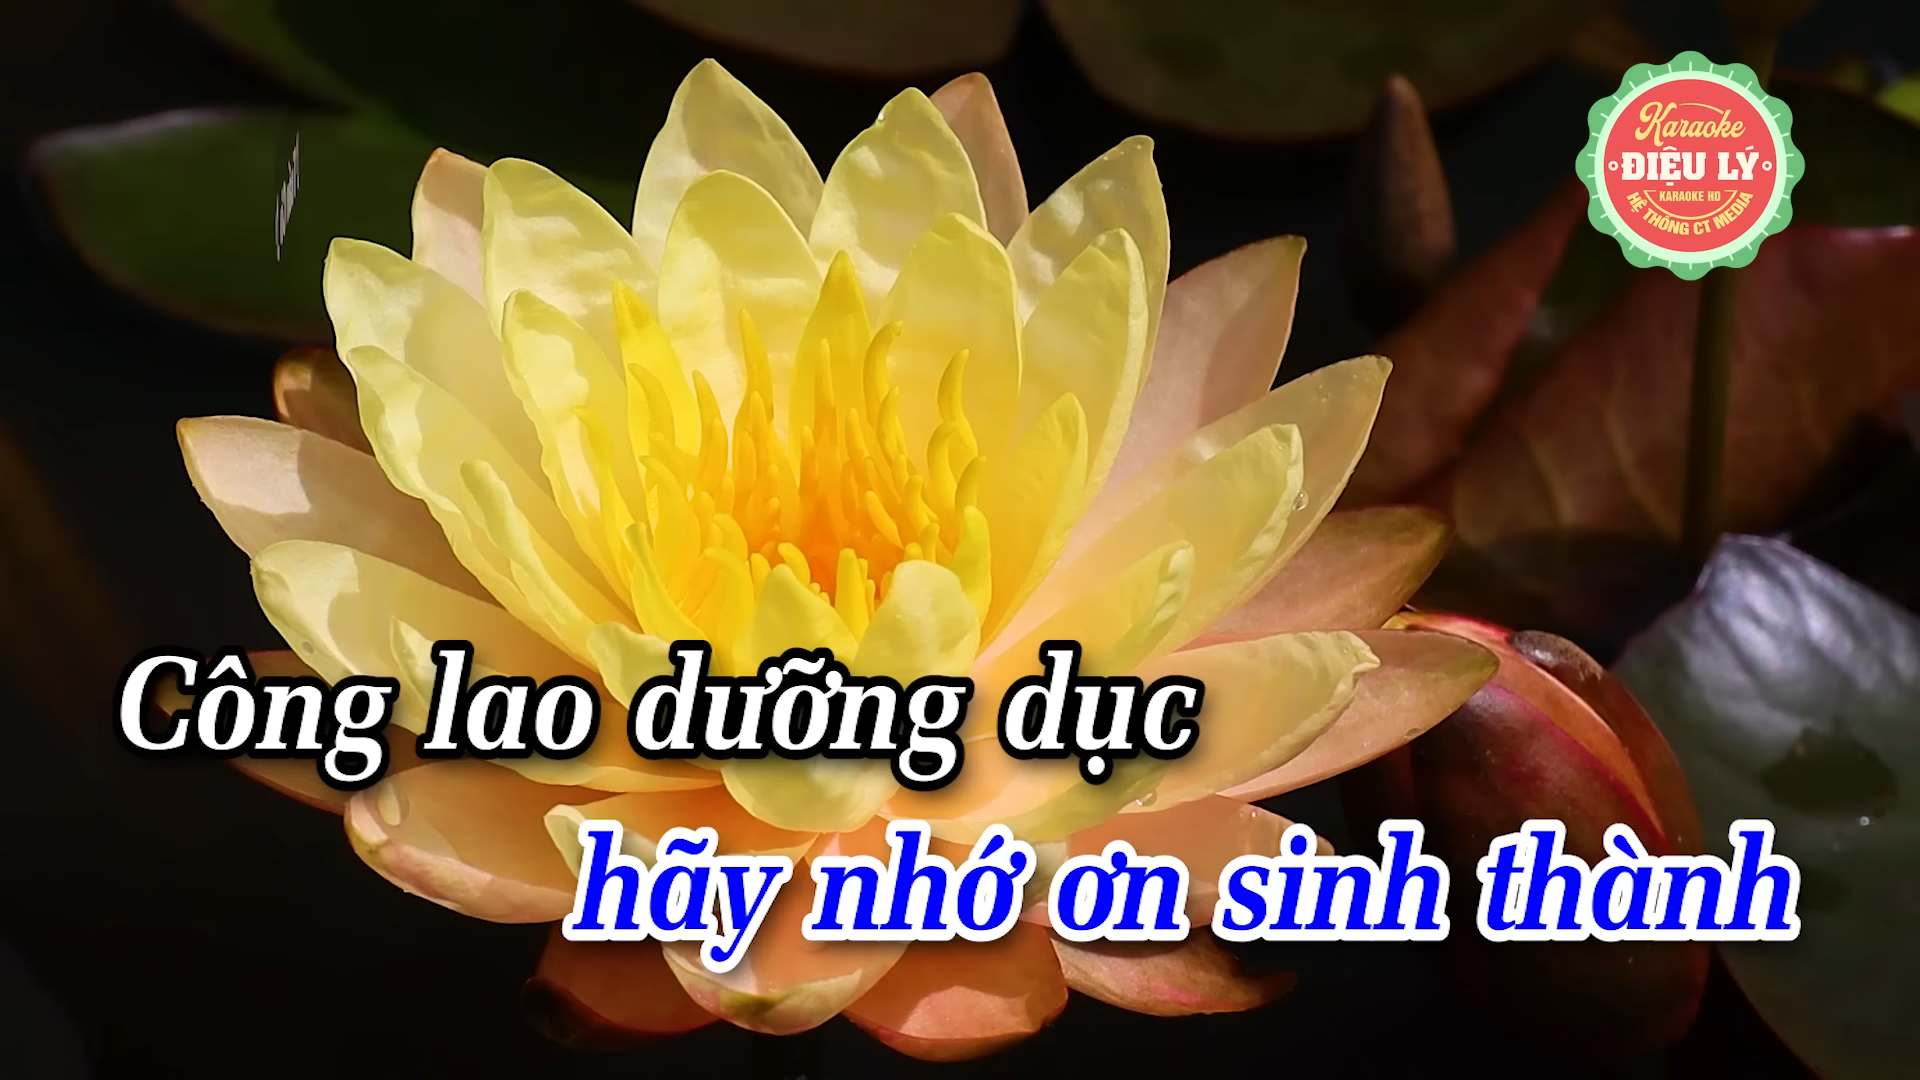 Karaoke
ĐIỆU LÝ
KARAOKE HD
HỆ THỐNG CT MEDIA
Công lao dưỡng dục
hãy nhớ ơn sinh thành